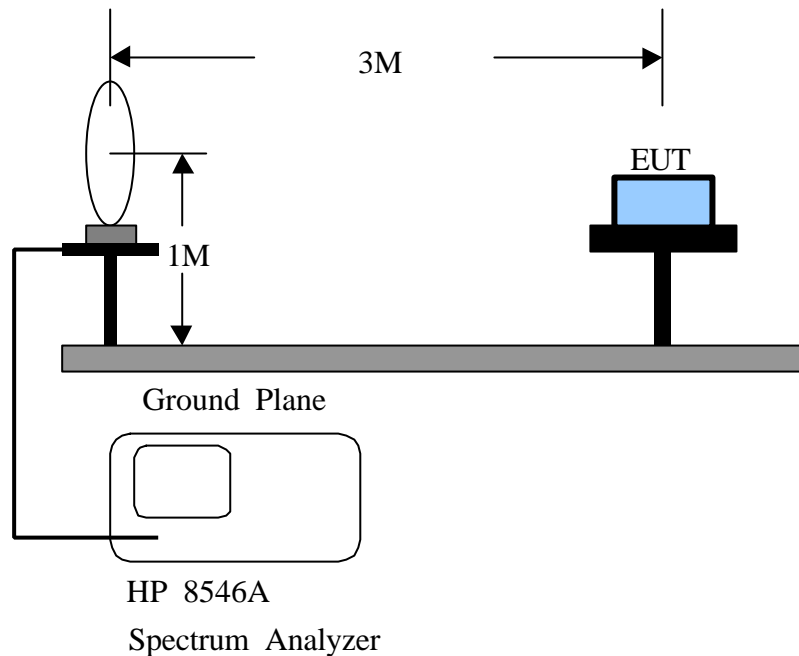 3M
EUT
1M
Ground Plane
HP 8546A
Spectrum Analyzer